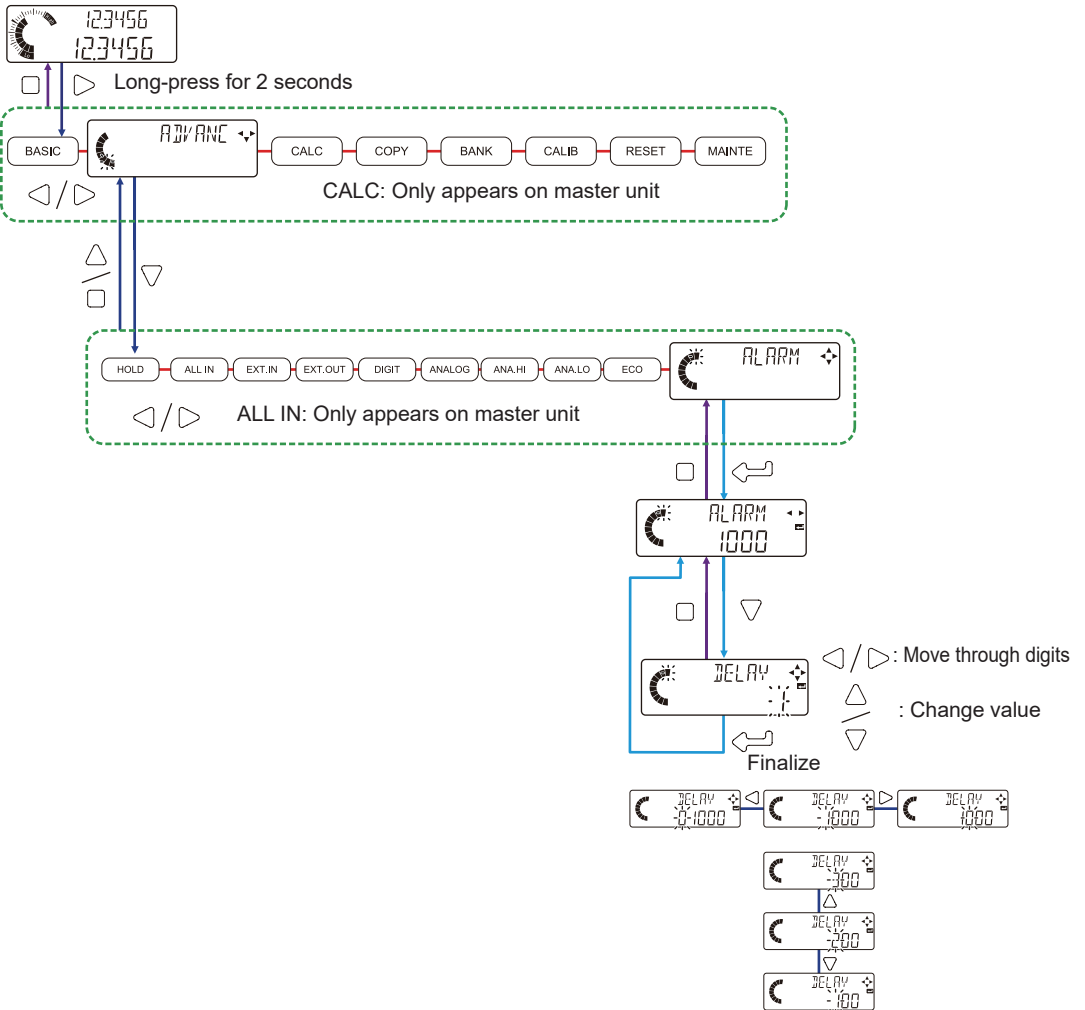 12.3456
12.3456
Long-press for 2 seconds
BASIC ADVANC CALC COPY BANK CALIB RESET MAINTE
CALC: Only appears on master unit
HOLD ALL IN EXT.IN EXT.OUT DIGIT ANALOG ANA.HI ANA.LO ECO ALARM
ALL IN: Only appears on master unit
ALARM
1000
DELAY
: Move through digits
: Change value
Finalize
DELAY DELAY DELAY
-0-1000 -1000 1000
DELAY
-300
DELAY
-200
DELAY
-100